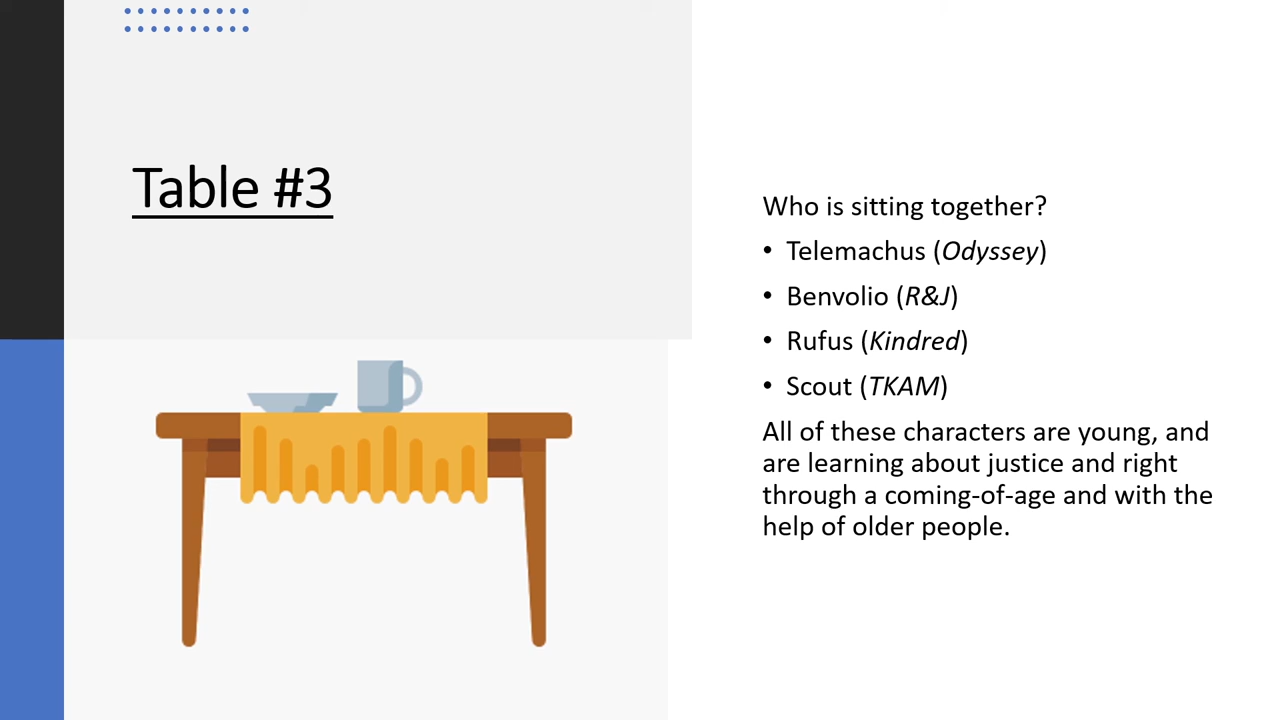 Table #3
Who is sitting together?
• Telemachus (Odyssey)
• Benvolio (R&J)
• Rufus (Kindred)
• Scout (TKAM)
All of these characters are young, and
are learning about justice and right
through a coming-of-age and with the
help of older people.